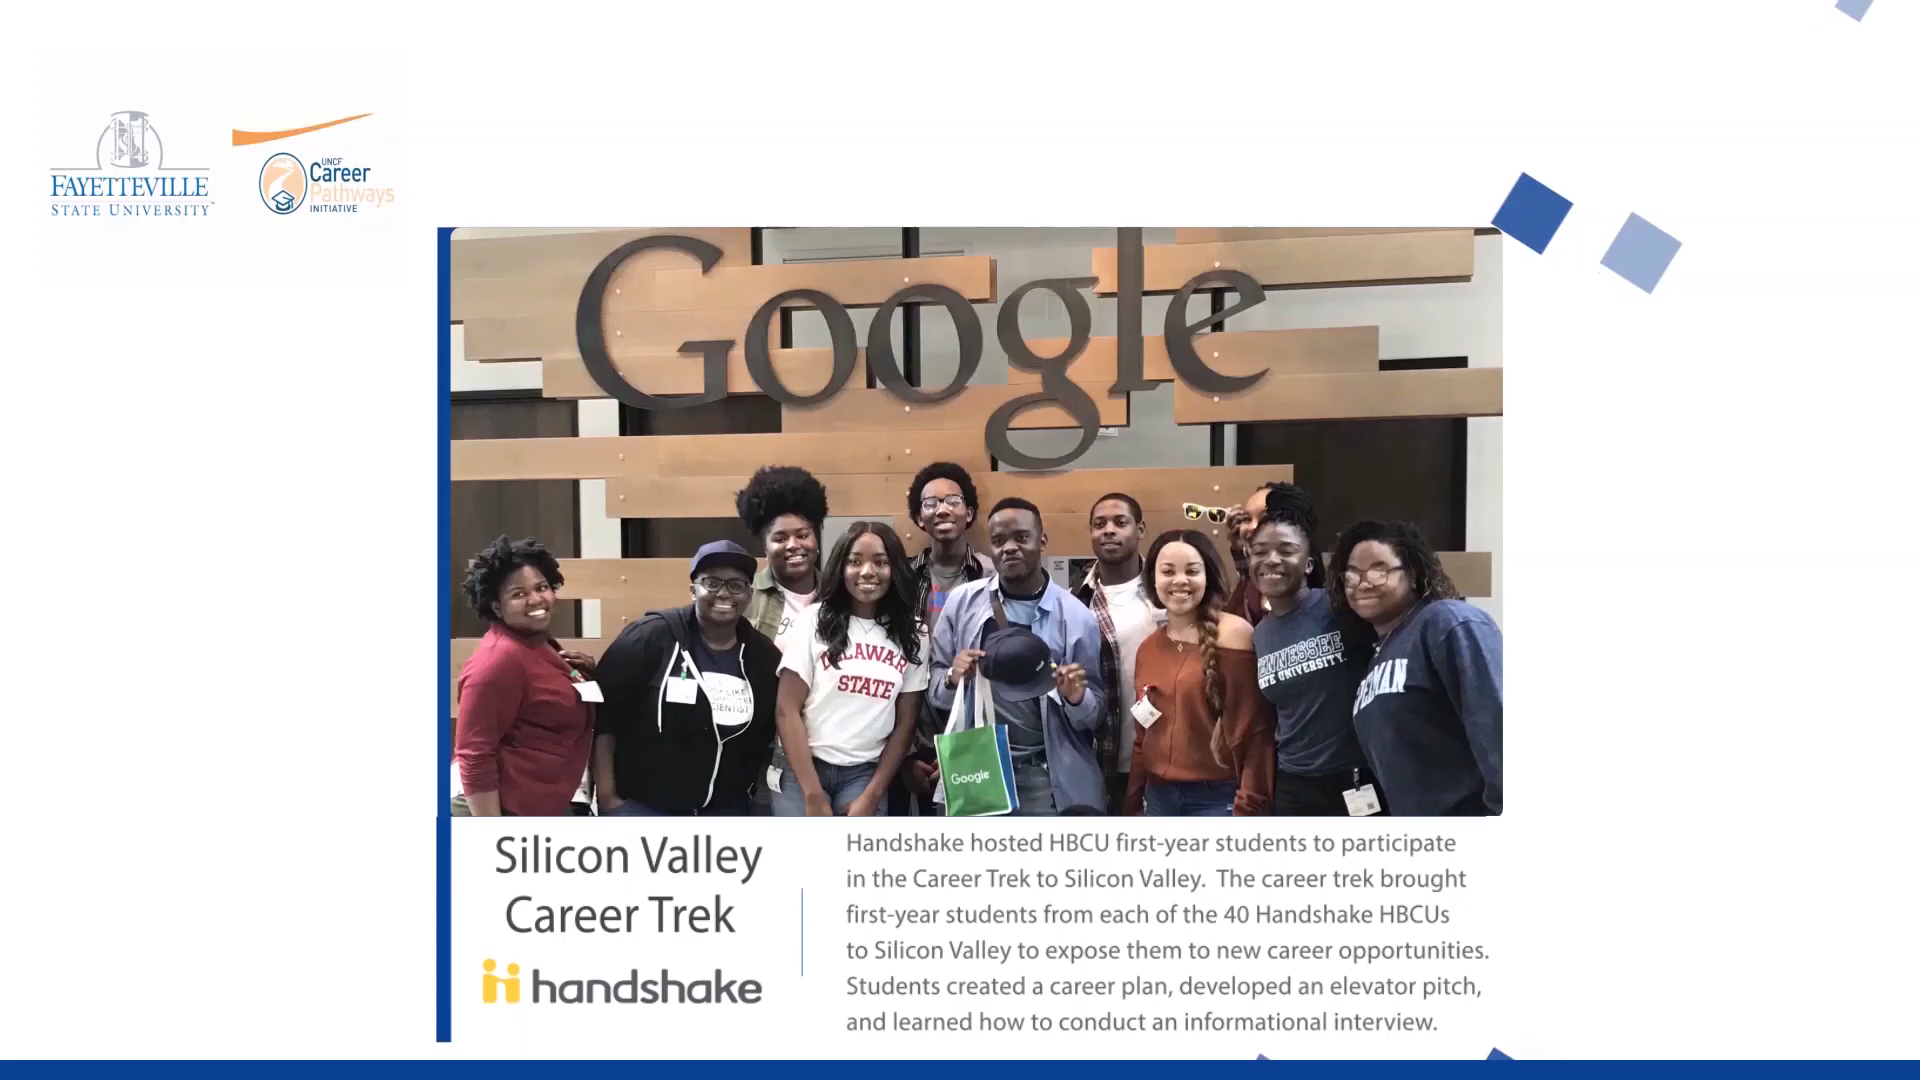 FAYETTEVILLE
STATE UNIVERSITY
UNCF
Career
Pathways
INITIATIVE
Google
DELAWARE
STATE
Google
TENNESSEE
STATE UNIVERSITY.
Silicon Valley
Career Trek
handshake
Handshake hosted HBCU first-year students to participate
in the Career Trek to Silicon Valley. The career trek brought
first-year students from each of the 40 Handshake HBCUs
to Silicon Valley to expose them to new career opportunities.
Students created a career plan, developed an elevator pitch,
and learned how to conduct an informational interview.